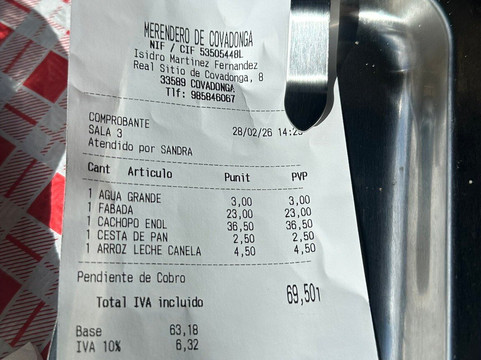 MERENDERO DE COVADONGA
NIF / CIF 53505448L
Isidro Martinez Fernandez
Real Sitio de Covadonga, 8
33589 COVADONGA
Tlf: 985846067
COMPROBANTE
SALA 3 28/02/26 14:25
Atendido por SANDRA
Cant Articulo Punit PVP
1 AGUA GRANDE 3,00 3,00
1 FABADA 23,00 23,00
1 CACHOPO ENDL 36,50 36,50
1 CESTA DE PAN 2,50 2,50
1 ARROZ LECHE CANELA 4,50 4,50
Pendiente de Cobro
Total IVA incluido 69,50
Base 63,18
IVA 10% 6,32